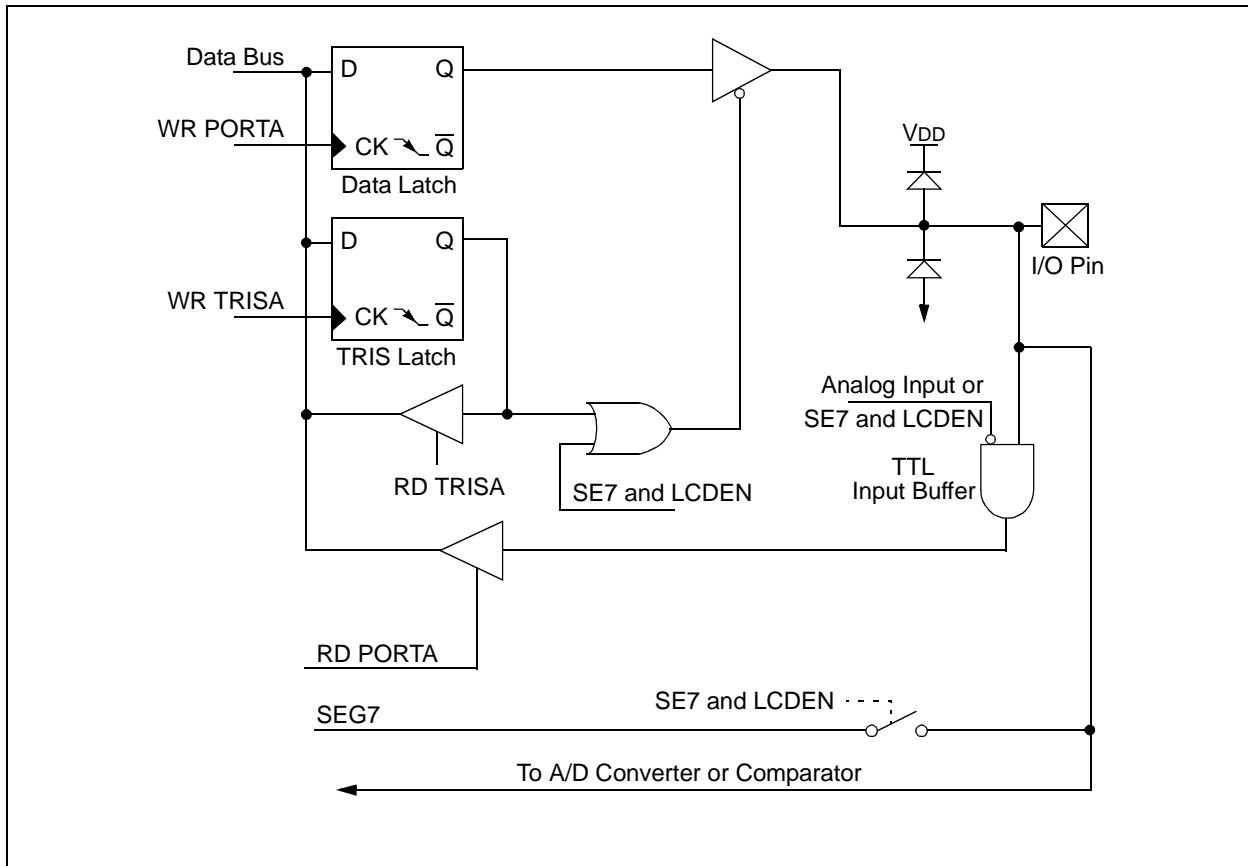 Data Bus
D Q
WR PORTA
CK Q̅
Data Latch
VDD
I/O Pin
D Q
WR TRISA
CK Q̅
TRIS Latch
RD TRISA
SE7 and LCDEN
Analog Input or
SE7 and LCDEN
TTL
Input Buffer
RD PORTA
SE7 and LCDEN
SEG7
To A/D Converter or Comparator